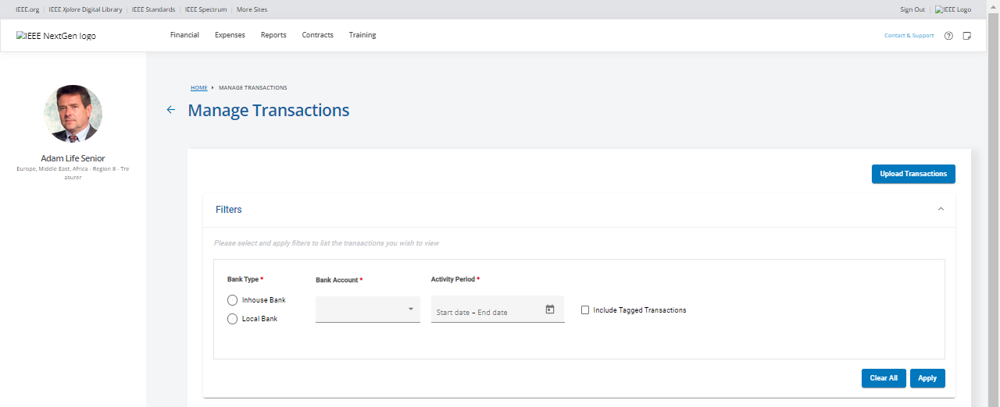 IEEE.org | IEEE Xplore Digital Library | IEEE Standards | IEEE Spectrum | More Sites
Sign Out | IEEE Logo
IEEE NextGen logo
Financial Expenses Reports Contracts Training
Contact & Support
HOME MANAGE TRANSACTIONS
Manage Transactions
Adam Life Senior
Europe, Middle East, Africa - Region 8 - Tre
asurer
Upload Transactions
Filters
Please select and apply filters to list the transactions you wish to view
Bank Type *
Inhouse Bank
Local Bank
Bank Account *
Activity Period *
Start date – End date
Include Tagged Transactions
Clear All
Apply